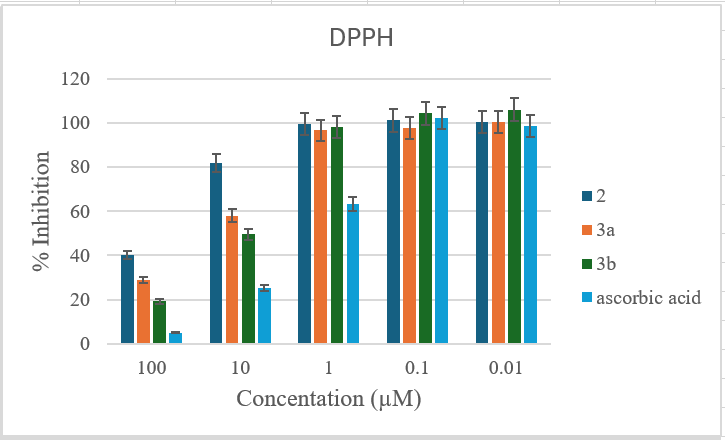 DPPH
120
100
80
60
40
20
0
% Inhibition
100 10 1 0.1 0.01
Concentation (µM)
2
3a
3b
ascorbic acid